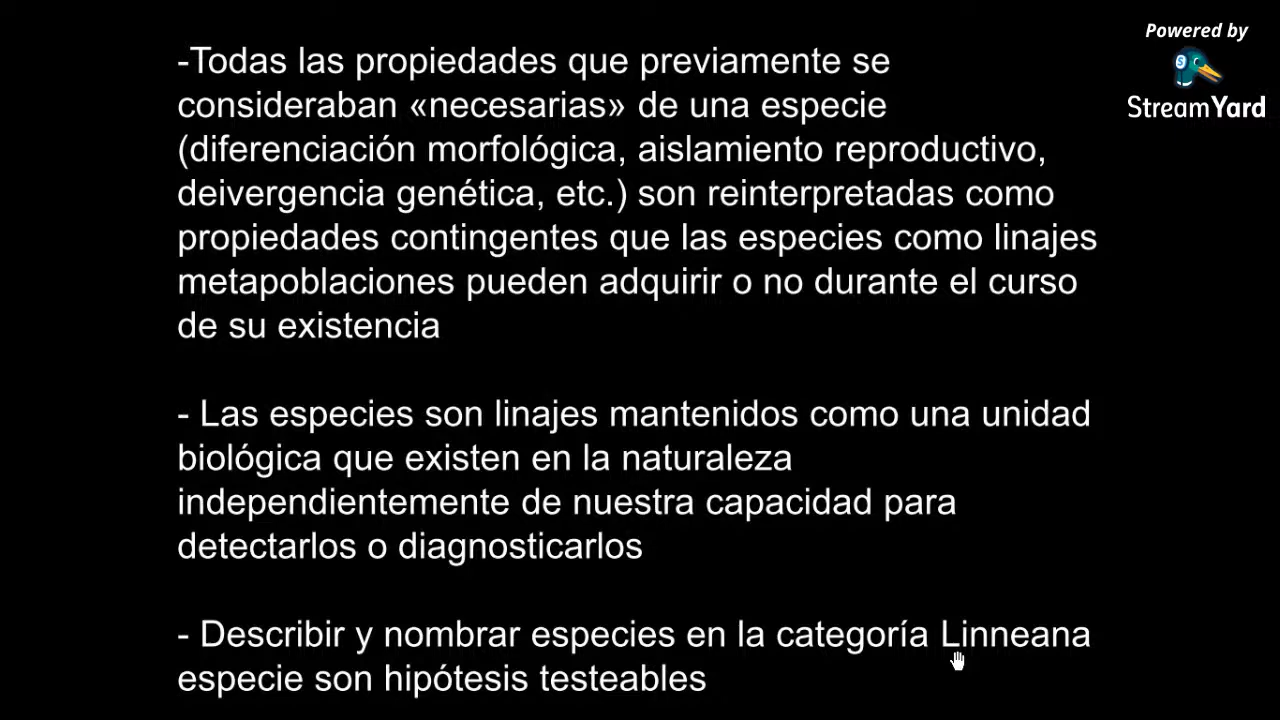 -Todas las propiedades que previamente se
consideraban «necesarias» de una especie
(diferenciación morfológica, aislamiento reproductivo,
deivergencia genética, etc.) son reinterpretadas como
propiedades contingentes que las especies como linajes
metapoblaciones pueden adquirir o no durante el curso
de su existencia
- Las especies son linajes mantenidos como una unidad
biológica que existen en la naturaleza
independientemente de nuestra capacidad para
detectarlos o diagnosticarlos
- Describir y nombrar especies en la categoría Linneana
especie son hipótesis testeables
Powered by
S
StreamYard